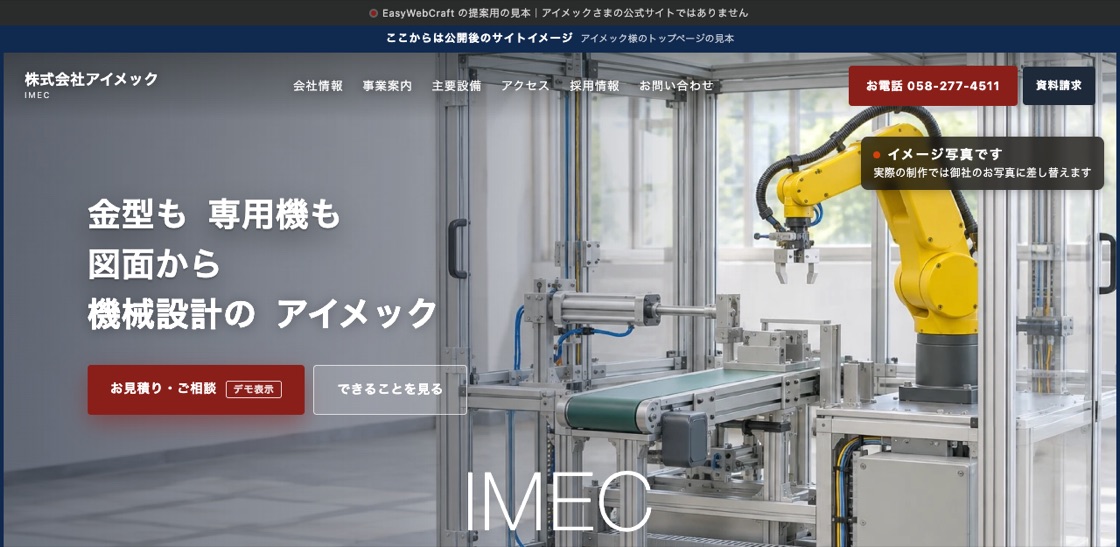 EasyWebCraft の提案用の見本｜アイメックさまの公式サイトではありません
ここからは公開後のサイトイメージ アイメック様のトップページの見本
株式会社アイメック
IMEC
会社情報 事業案内 主要設備 アクセス 採用情報 お問い合わせ
お電話 058-277-4511
資料請求
イメージ写真です
実際の制作では御社のお写真に差し替えます
金型も 専用機も
図面から
機械設計の アイメック
お見積り・ご相談 デモ表示
できることを見る
IMEC